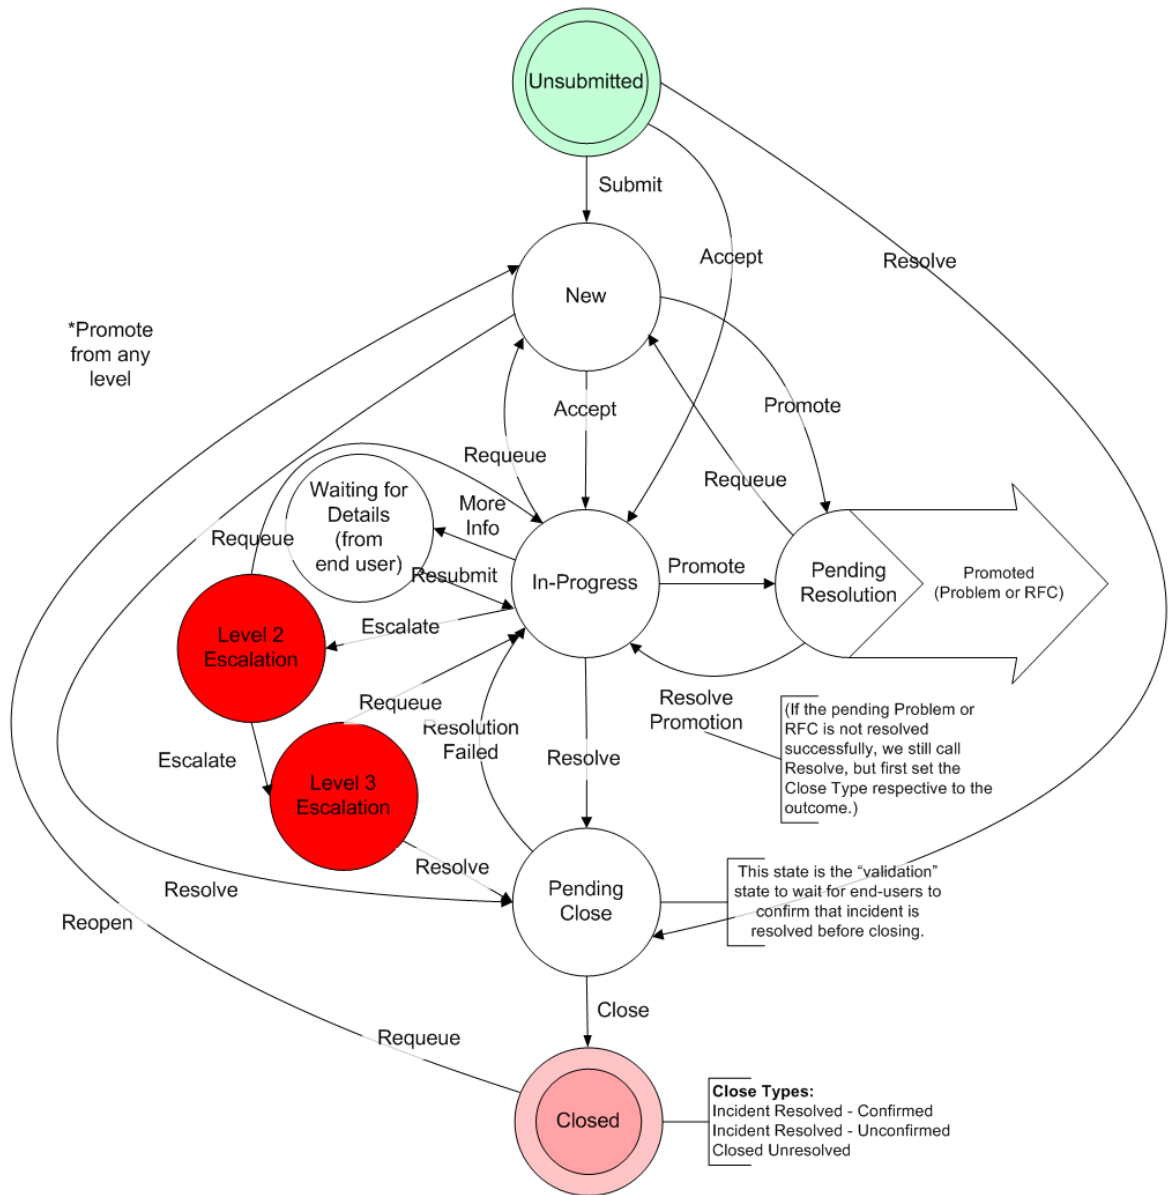 Unsubmitted
Submit
Accept
Resolve
New
*Promote
from any
level
Accept
Promote
Requeue
Requeue
Waiting for
Details
(from
end user)
More
Info
Requeue
Resubmit
In-Progress
Promote
Pending
Resolution
Promoted
(Problem or RFC)
Escalate
Level 2
Escalation
Requeue
Resolution
Failed
Resolve
Promotion
(If the pending Problem or
RFC is not resolved
successfully, we still call
Resolve, but first set the
Close Type respective to the
outcome.)
Escalate
Resolve
Level 3
Escalation
Resolve
Resolve
Reopen
Pending
Close
This state is the “validation”
state to wait for end-users to
confirm that incident is
resolved before closing.
Close
Requeue
Closed
Close Types:
Incident Resolved - Confirmed
Incident Resolved - Unconfirmed
Closed Unresolved